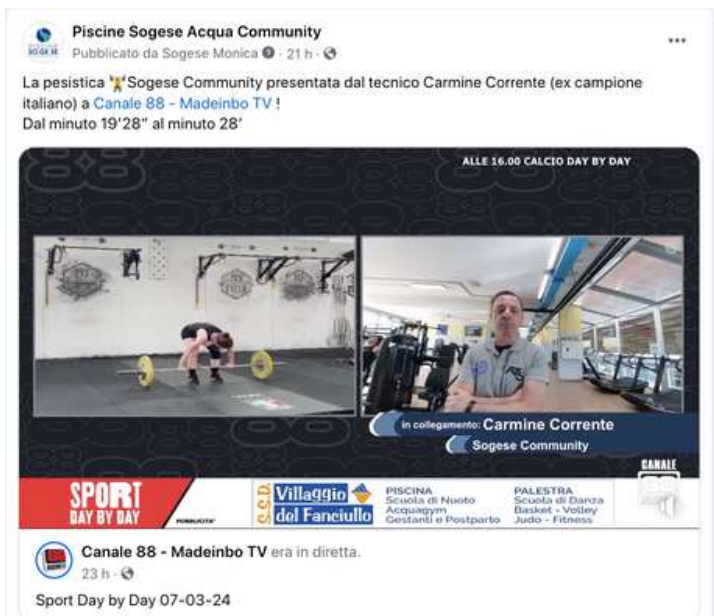 Piscine Sogese Acqua Community
Pubblicato da Sogese Monica · 21 h ·
La pesistica 🏋Sogese Community presentata dal tecnico Carmine Corrente (ex campione
italiano) a Canale 88 - Madeinbo TV !
Dal minuto 19'28" al minuto 28'
ALLE 16.00 CALCIO DAY BY DAY
in collegamento: Carmine Corrente
Sogese Community
CANALE
88
SPORT
DAY BY DAY
PUBBLICITA'
S.S.D. Villaggio
del Fanciullo
PISCINA
Scuola di Nuoto
Acquagym
Gestanti e Postparto
PALESTRA
Scuola di Danza
Basket - Volley
Judo - Fitness
Canale 88 - Madeinbo TV era in diretta.
23 h ·
Sport Day by Day 07-03-24